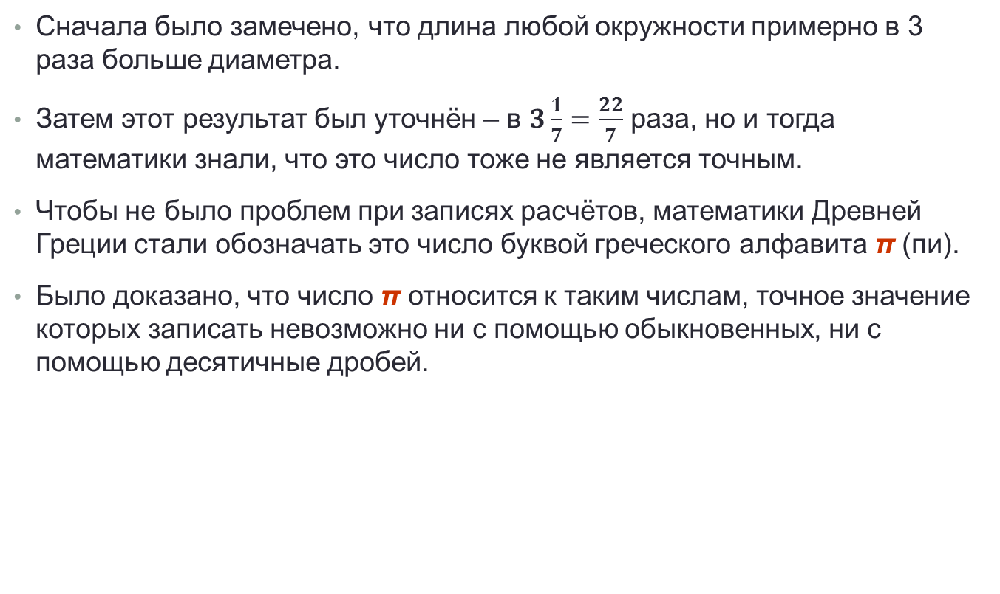 • Сначала было замечено, что длина любой окружности примерно в 3
раза больше диаметра.
• Затем этот результат был уточнён – в 3 1/7 = 22/7 раза, но и тогда
математики знали, что это число тоже не является точным.
• Чтобы не было проблем при записях расчётов, математики Древней
Греции стали обозначать это число буквой греческого алфавита π (пи).
• Было доказано, что число π относится к таким числам, точное значение
которых записать невозможно ни с помощью обыкновенных, ни с
помощью десятичные дробей.